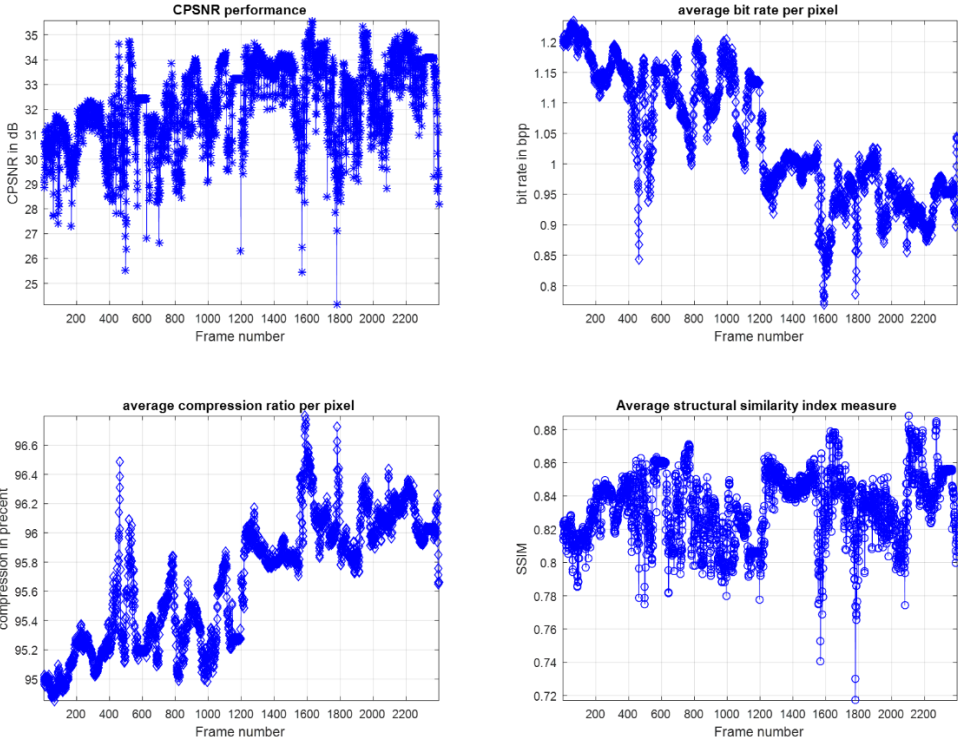 CPSNR performance
35
34
33
32
31
30
29
28
27
26
25
CPSNR in dB
200 400 600 800 1000 1200 1400 1600 1800 2000 2200
Frame number
average bit rate per pixel
1.2
1.15
1.1
1.05
1
0.95
0.9
0.85
0.8
bit rate in bpp
200 400 600 800 1000 1200 1400 1600 1800 2000 2200
Frame number
average compression ratio per pixel
96.6
96.4
96.2
96
95.8
95.6
95.4
95.2
95
compression in precent
200 400 600 800 1000 1200 1400 1600 1800 2000 2200
Frame number
Average structural similarity index measure
0.88
0.86
0.84
0.82
0.8
0.78
0.76
0.74
0.72
SSIM
200 400 600 800 1000 1200 1400 1600 1800 2000 2200
Frame number